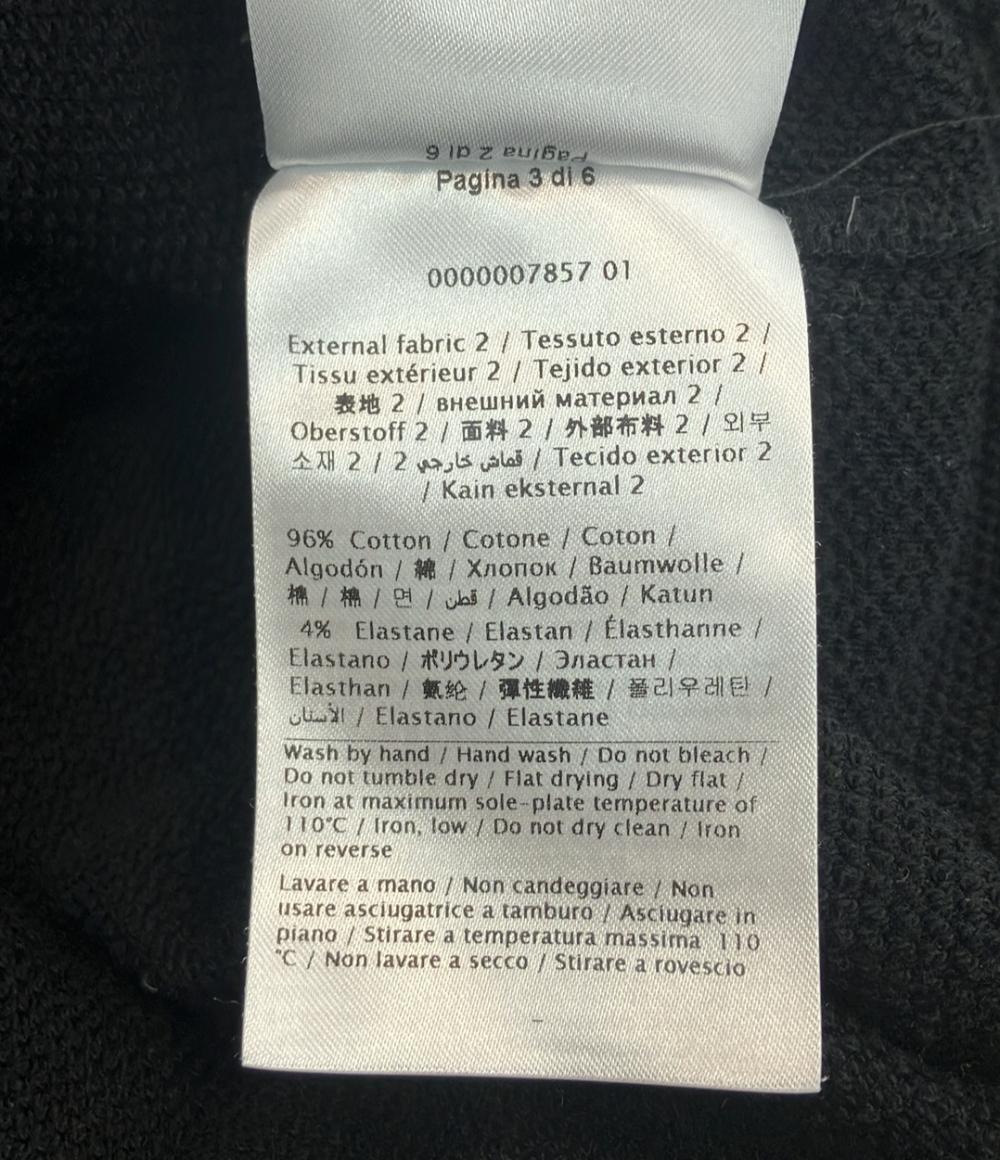 Pagina 2 di 6
Pagina 3 di 6
0000007857 01
External fabric 2 / Tessuto esterno 2 /
Tissu extérieur 2 / Tejido exterior 2 /
表地 2 / внешний материал 2 /
Oberstoff 2 / 面料 2 / 外部布料 2 / 외부
소재 2 / 2 قماش خارجي / Tecido exterior 2
/ Kain eksternal 2
96% Cotton / Cotone / Coton /
Algodón / 綿 / Хлопок / Baumwolle /
棉 / 棉 / 면 / قطن / Algodão / Katun
4% Elastane / Elastan / Élasthanne /
Elastano / ポリウレタン / Эластан /
Elasthan / 氨纶 / 彈性纖維 / 폴리우레탄 /
الأستان / Elastano / Elastane
Wash by hand / Hand wash / Do not bleach /
Do not tumble dry / Flat drying / Dry flat /
Iron at maximum sole-plate temperature of
110°C / Iron, low / Do not dry clean / Iron
on reverse
Lavare a mano / Non candeggiare / Non
usare asciugatrice a tamburo / Asciugare in
piano / Stirare a temperatura massima 110
°C / Non lavare a secco / Stirare a rovescio